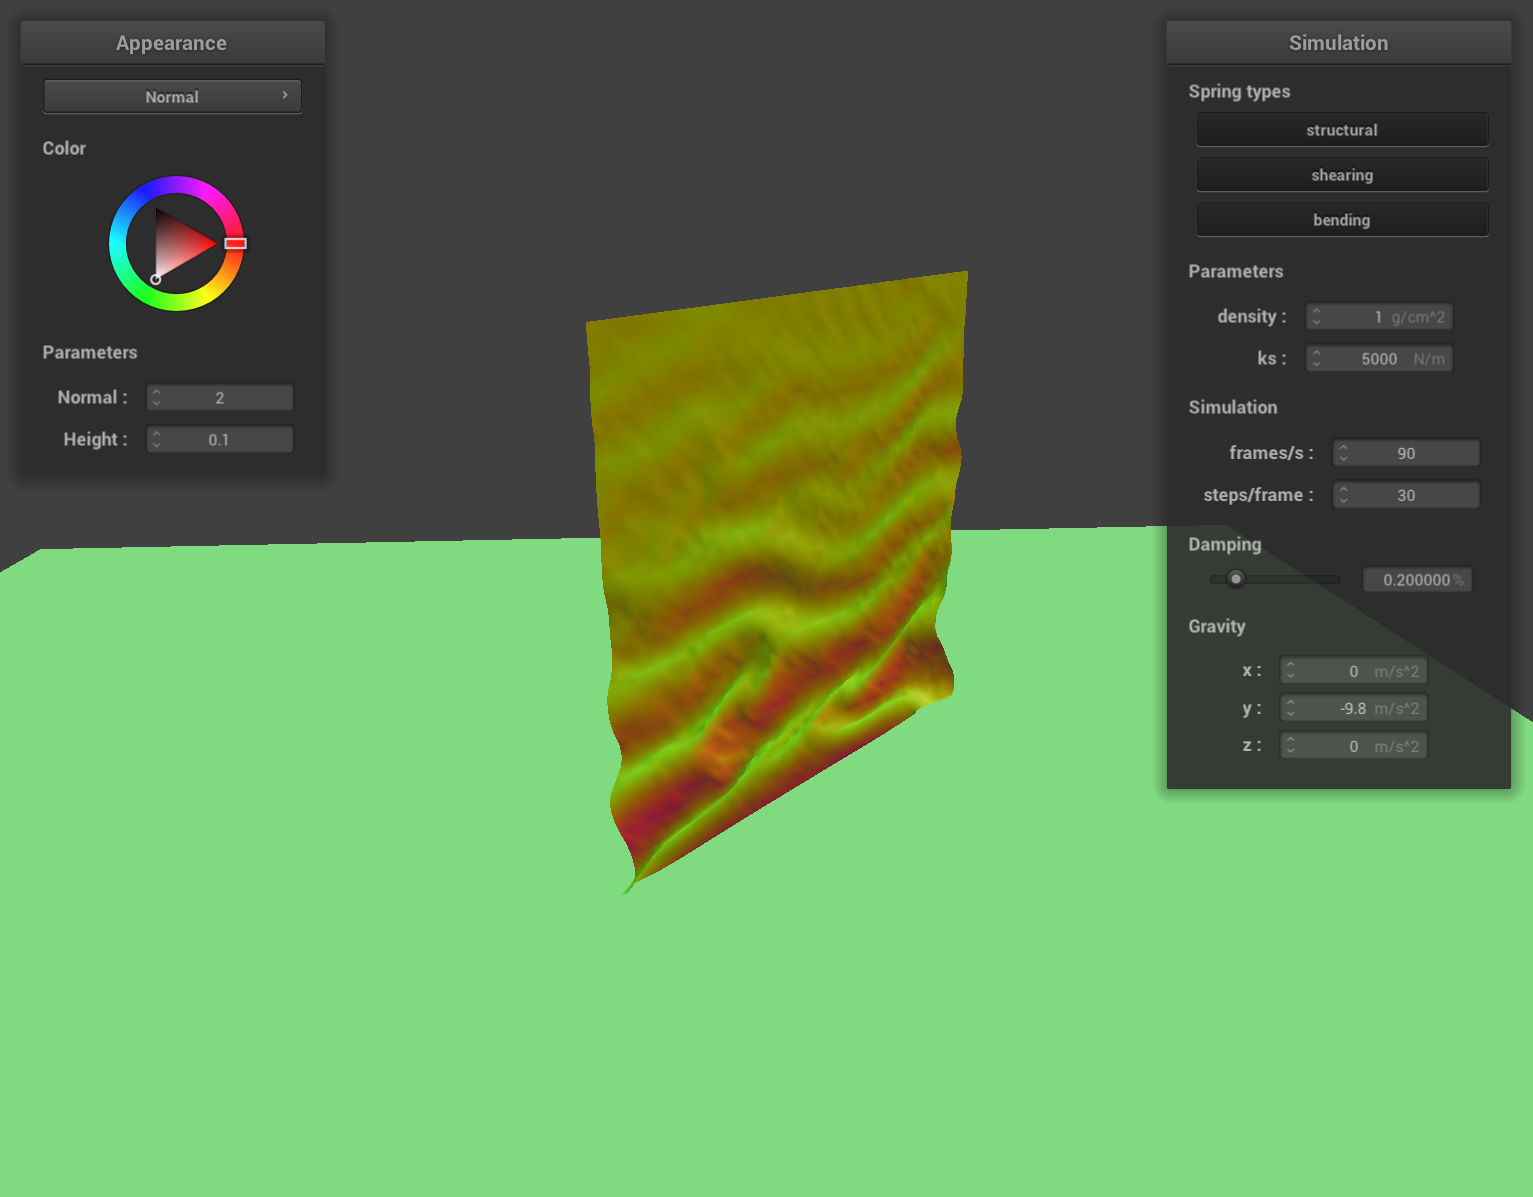 Appearance
Normal
Color
Parameters
Normal : 2
Height : 0.1
Simulation
Spring types
structural
shearing
bending
Parameters
density : 1 g/cm^2
ks : 5000 N/m
Simulation
frames/s : 90
steps/frame : 30
Damping
0.200000 %
Gravity
x : 0 m/s^2
y : -9.8 m/s^2
z : 0 m/s^2